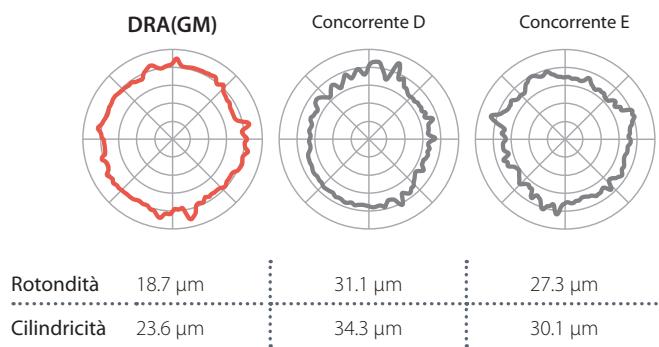 DRA(GM) Concorrente D Concorrente E
Rotondità 18.7 µm 31.1 µm 27.3 µm
Cilindricità 23.6 µm 34.3 µm 30.1 µm